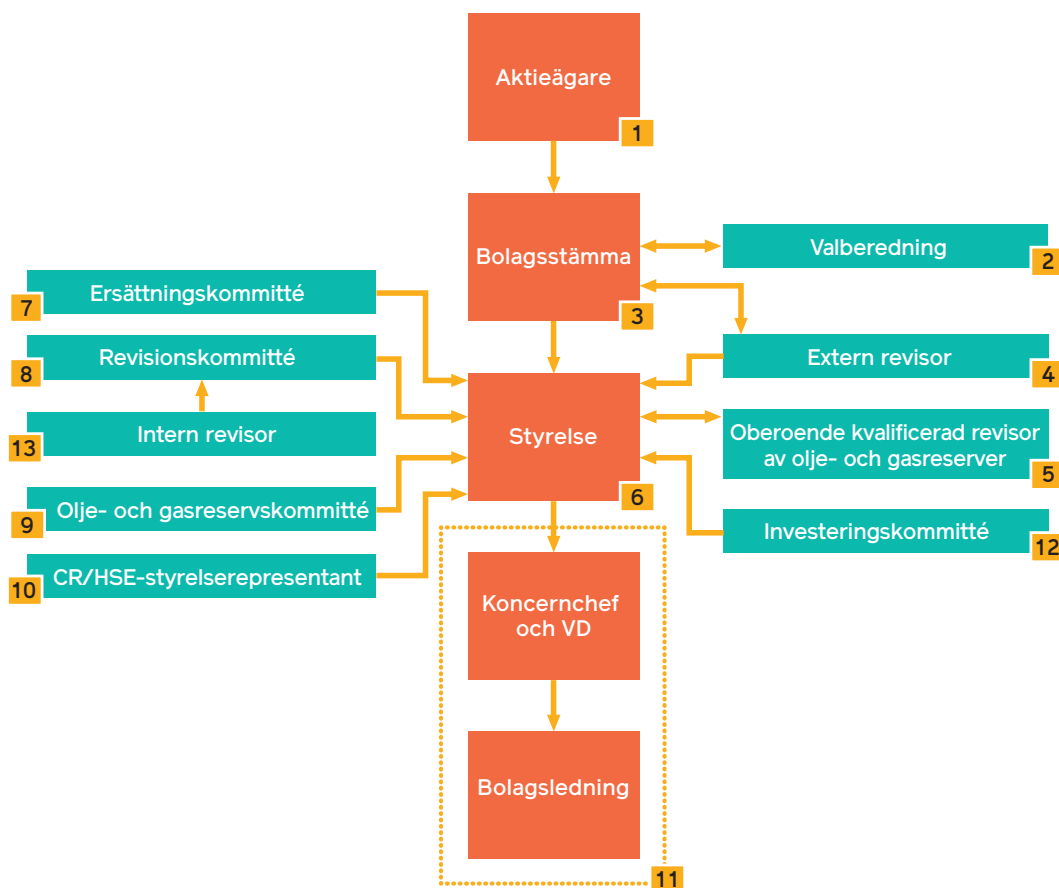 Aktieägare
1
Bolagsstämma
3
Valberedning
2
Ersättningskommitté
7
Revisionskommitté
8
Extern revisor
4
Intern revisor
13
Styrelse
6
Oberoende kvalificerad revisor
av olje- och gasreserver
5
Olje- och gasreservskommitté
9
Investeringskommitté
12
CR/HSE-styrelserepresentant
10
Koncernchef
och VD
Bolagsledning
11